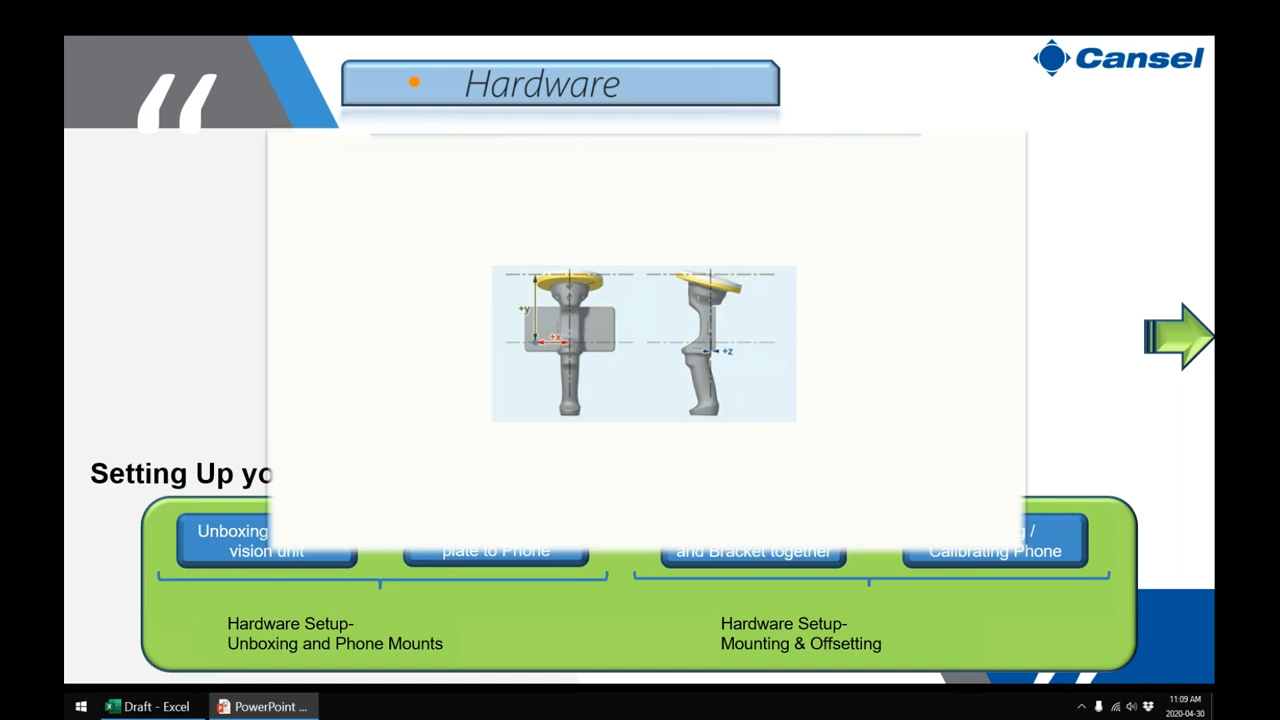 Cansel
• Hardware
+y
+x
+z
Setting Up yo
Unboxing
vision unit
plate to Phone
and Bracket together
/
Calibrating Phone
Hardware Setup-
Unboxing and Phone Mounts
Hardware Setup-
Mounting & Offsetting
Draft - Excel
PowerPoint ...
11:09 AM
2020-04-30